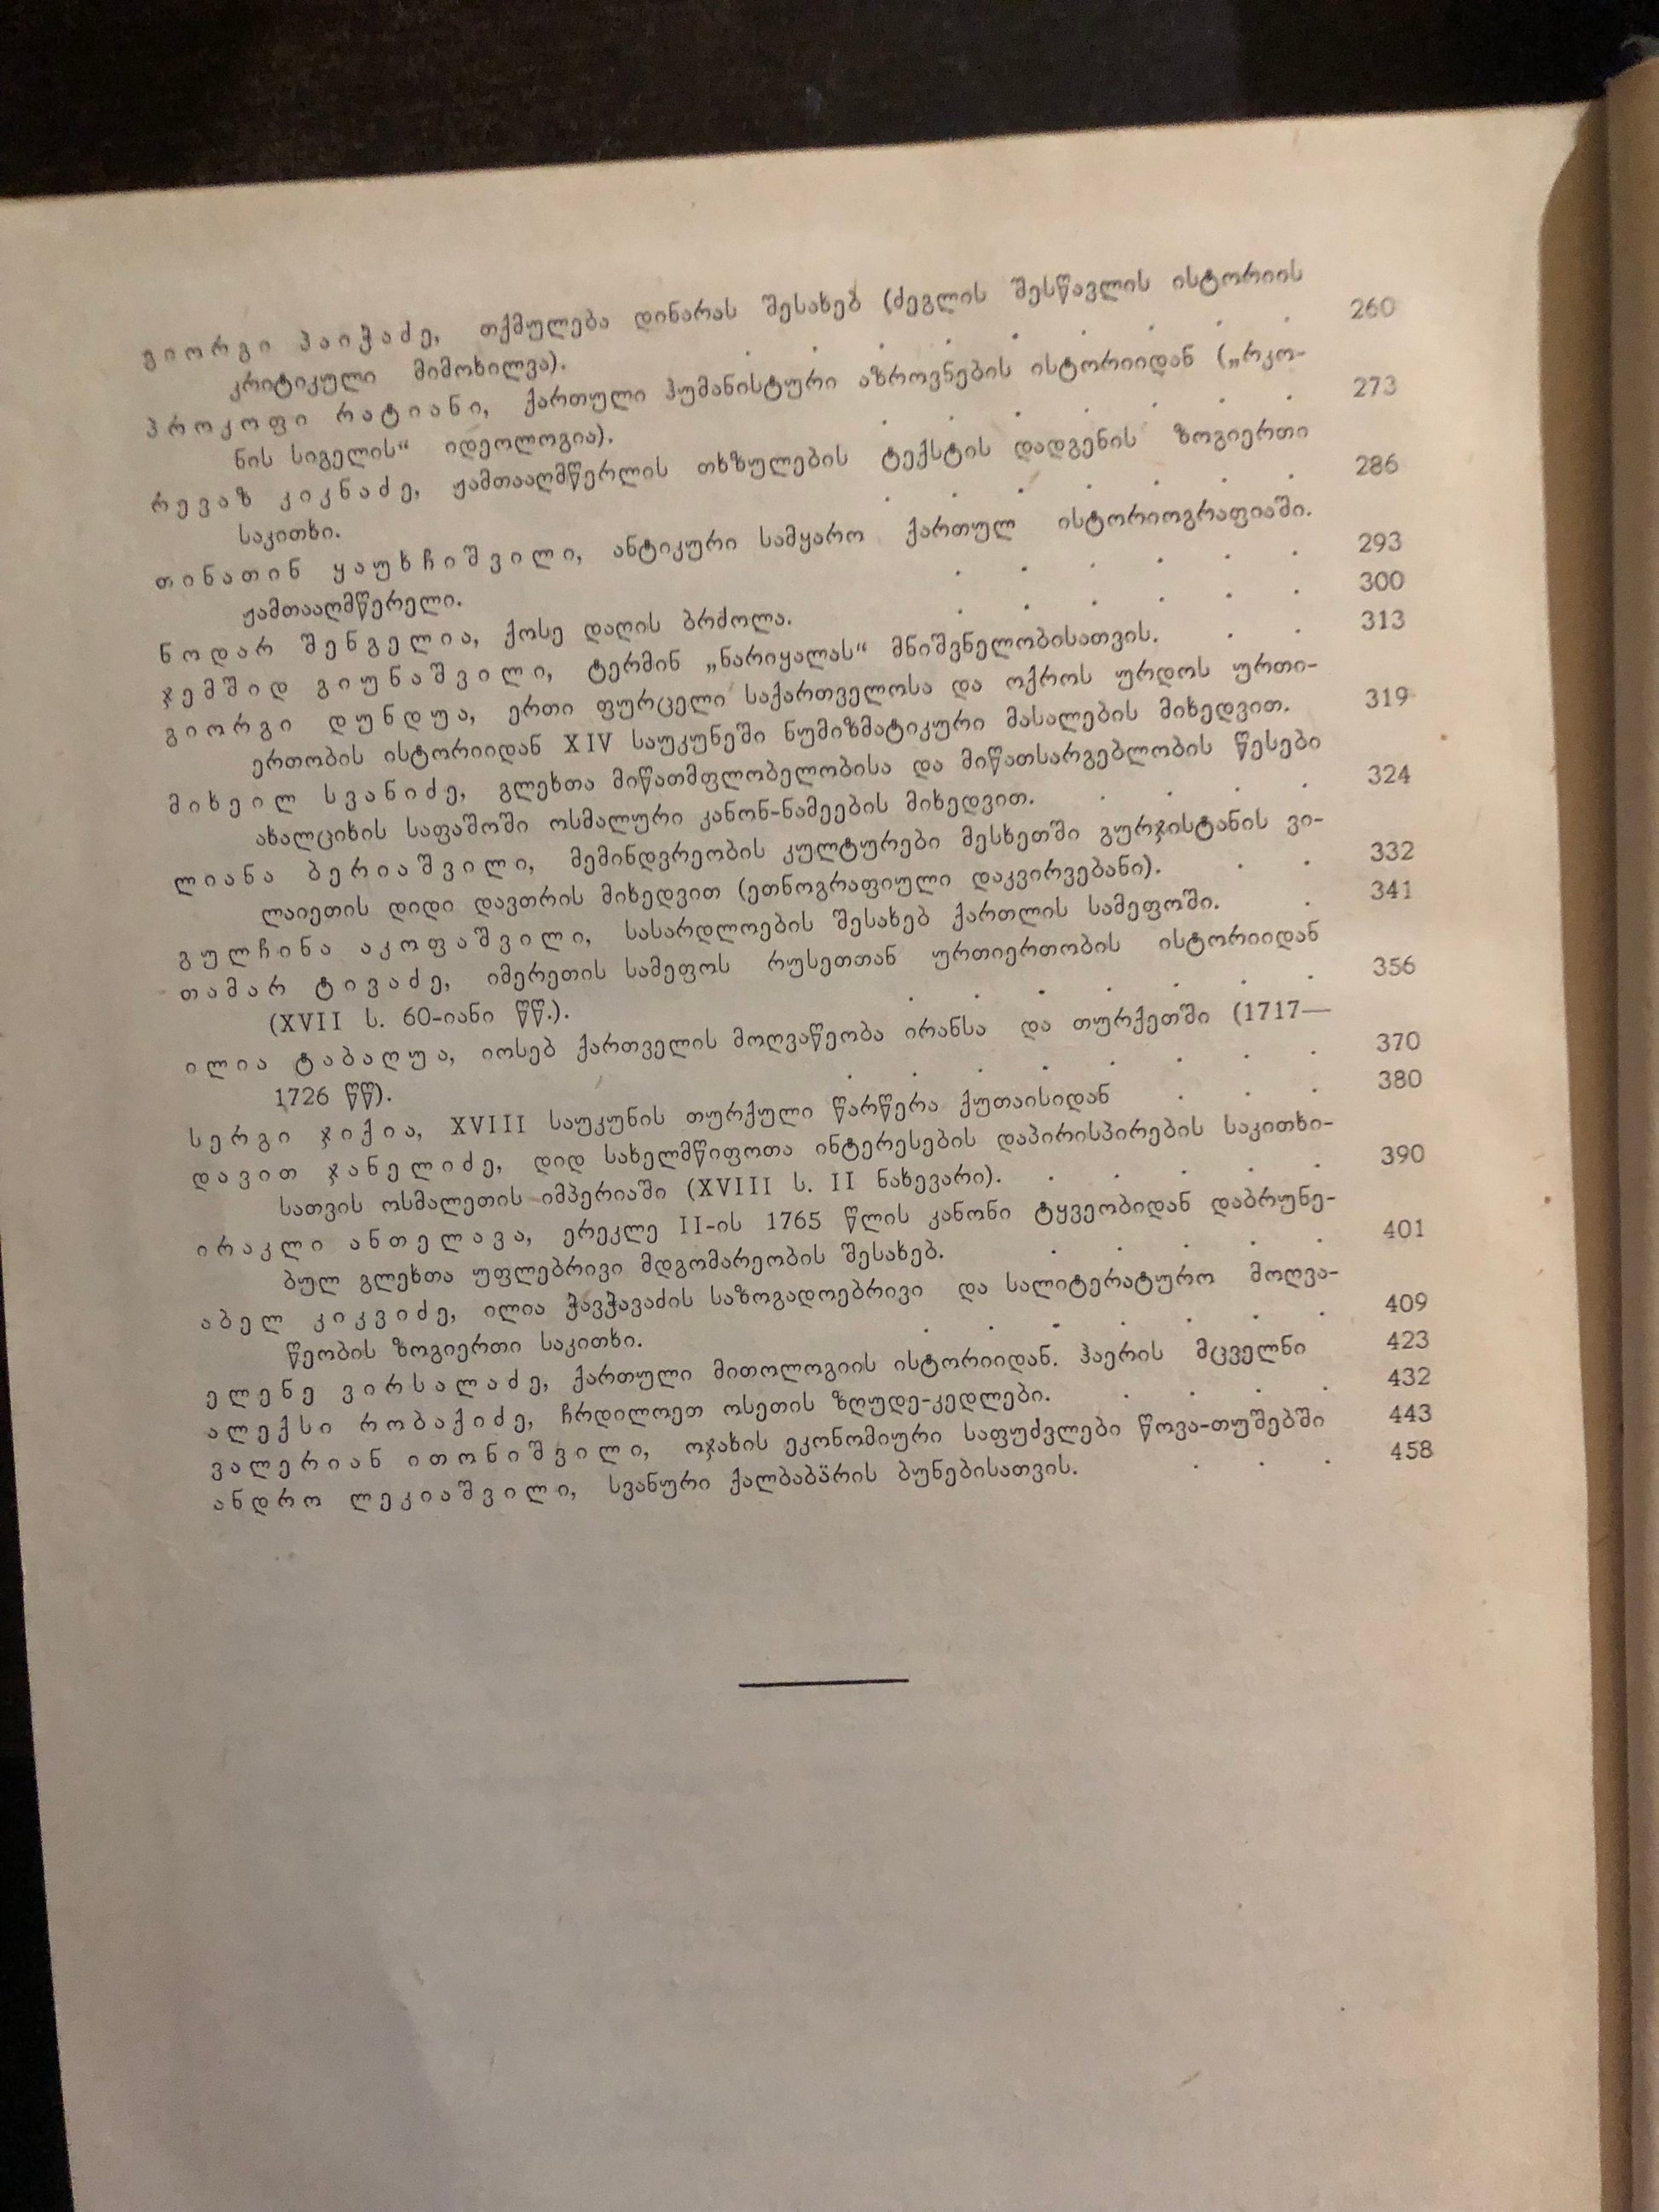 გიორგი პაიჭაძე, თქმულება დინარას შესახებ (ძეგლის შესწავლის ისტორიის
კრიტიკული მიმოხილვა). . . . . . . . . . 260
პროკოფი რატიანი, ქართული ჰუმანისტური აზროვნების ისტორიიდან („რკო-
ნის სიგელის“ იდეოლოგია). . . . . . . . 273
რევაზ კიკნაძე, ჟამთააღმწერლის თხზულების ტექსტის დადგენის ზოგიერთი
საკითხი. . . . . . . . 286
თინათინ ყაუხჩიშვილი, ანტიკური სამყარო ქართულ ისტორიოგრაფიაში.
ჟამთააღმწერელი. . . . . . . 293
ნოდარ შენგელია, ქოსე დაღის ბრძოლა. . . . . . . 300
ჯემშიდ გიუნაშვილი, ტერმინ „ნარიყალას“ მნიშვნელობისათვის. . . 313
გიორგი დუნდუა, ერთი ფურცელი საქართველოსა და ოქროს ურდოს ურთი-
ერთობის ისტორიიდან XIV საუკუნეში ნუმიზმატიკური მასალების მიხედვით. 319
მიხეილ სვანიძე, გლეხთა მიწათმფლობელობისა და მიწათსარგებლობის წესები
ახალციხის საფაშოში ოსმალური კანონ-ნამეების მიხედვით. . . . . 324
ლიანა ბერიაშვილი, მემინდვრეობის კულტურები მესხეთში გურჯისტანის ვი-
ლაიეთის დიდი დავთრის მიხედვით (ეთნოგრაფიული დაკვირვებანი). . . 332
გულჩინა აკოფაშვილი, სასარდლოების შესახებ ქართლის სამეფოში. . 341
თამარ ტივაძე, იმერეთის სამეფოს რუსეთთან ურთიერთობის ისტორიიდან
(XVII ს. 60-იანი წწ.). . . . . . . . 356
ილია ტაბაღუა, იოსებ ქართველის მოღვაწეობა ირანსა და თურქეთში (1717—
1726 წწ). . . . . . . . . 370
სერგი ჯიქია, XVIII საუკუნის თურქული წარწერა ქუთაისიდან . . . 380
დავით ჯანელიძე, დიდ სახელმწიფოთა ინტერესების დაპირისპირების საკითხი-
სათვის ოსმალეთის იმპერიაში (XVIII ს. II ნახევარი). . . . . . 390
ირაკლი ანთელავა, ერეკლე II-ის 1765 წლის კანონი ტყვეობიდან დაბრუნე-
ბულ გლეხთა უფლებრივი მდგომარეობის შესახებ. . . . . . 401
აბელ კიკვიძე, ილია ჭავჭავაძის საზოგადოებრივი და სალიტერატურო მოღვა-
წეობის ზოგიერთი საკითხი. . . . . . . . 409
ელენე ვირსალაძე, ქართული მითოლოგიის ისტორიიდან. ჰაერის მცველნი 423
ალექსი რობაქიძე, ჩრდილოეთ ოსეთის ზღუდე-კედლები. . . . . 432
ვალერიან ითონიშვილი, ოჯახის ეკონომიური საფუძვლები წოვა-თუშებში 443
ანდრო ლეკიაშვილი, სვანური ქალბაბა̈რის ბუნებისათვის. . . . 458